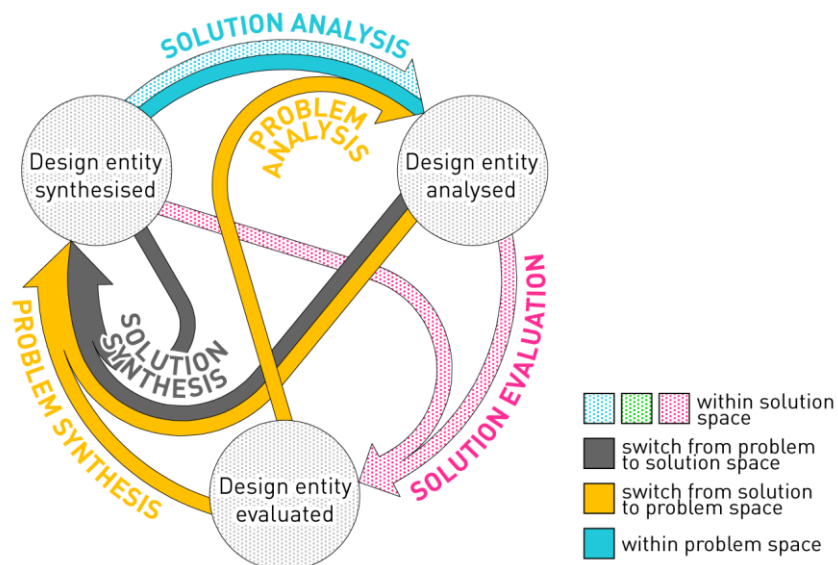 SOLUTION ANALYSIS
PROBLEM
ANALYSIS
Design entity
synthesised
Design entity
analysed
SOLUTION
SYNTHESIS
PROBLEM SYNTHESIS
SOLUTION EVALUATION
Design entity
evaluated
within solution
space
switch from problem
to solution space
switch from solution
to problem space
within problem space